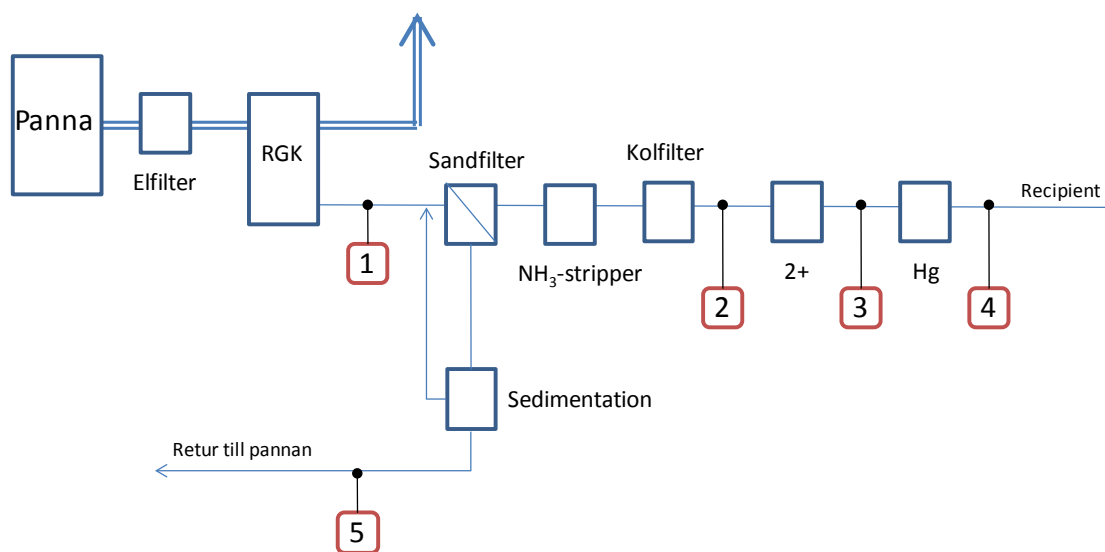 Panna
Elfilter
RGK
Sandfilter
Kolfilter
Recipient
NH₃-stripper
2+
Hg
1
2
3
4
Sedimentation
Retur till pannan
5